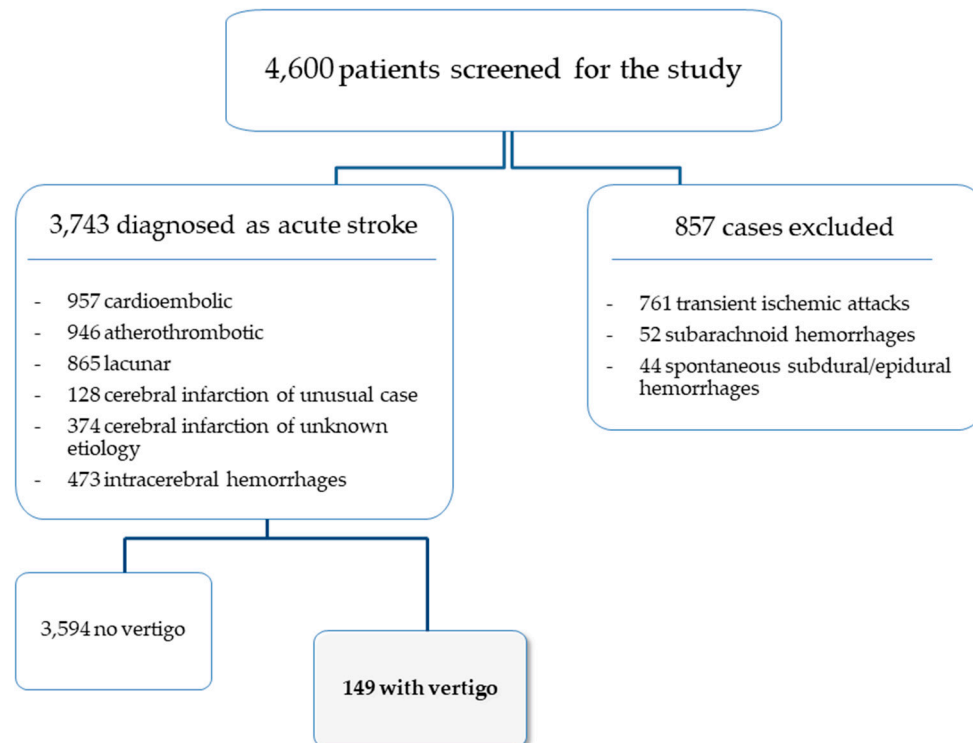 4,600 patients screened for the study
3,743 diagnosed as acute stroke
- 957 cardioembolic
- 946 atherothrombotic
- 865 lacunar
- 128 cerebral infarction of unusual case
- 374 cerebral infarction of unknown
etiology
- 473 intracerebral hemorrhages
857 cases excluded
- 761 transient ischemic attacks
- 52 subarachnoid hemorrhages
- 44 spontaneous subdural/epidural
hemorrhages
3,594 no vertigo
149 with vertigo